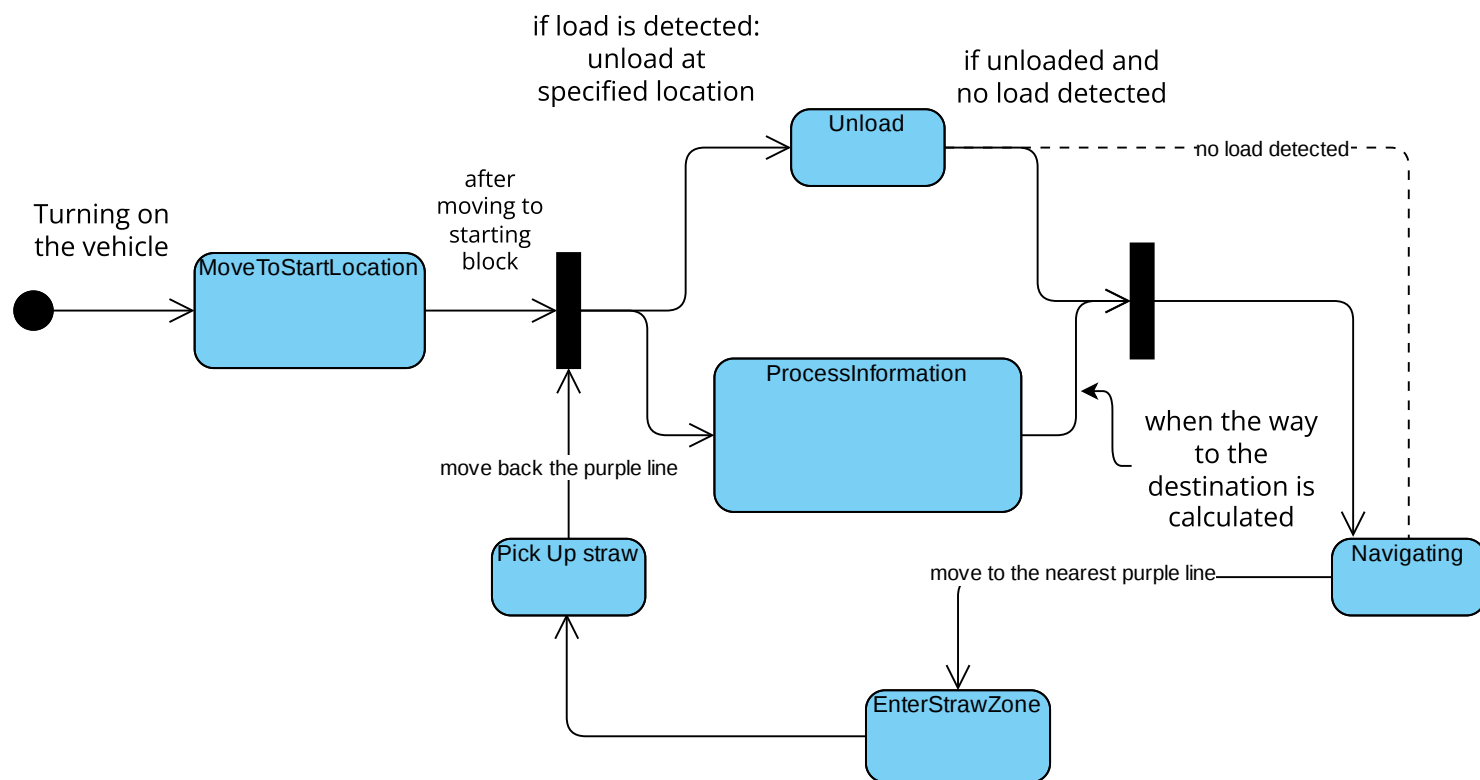 if load is detected:
unload at
specified location
if unloaded and
no load detected
Unload
no load detected
after
moving to
starting
block
Turning on
the vehicle
MoveToStartLocation
ProcessInformation
when the way
to the
destination is
calculated
move back the purple line
Pick Up straw
Navigating
move to the nearest purple line
EnterStrawZone